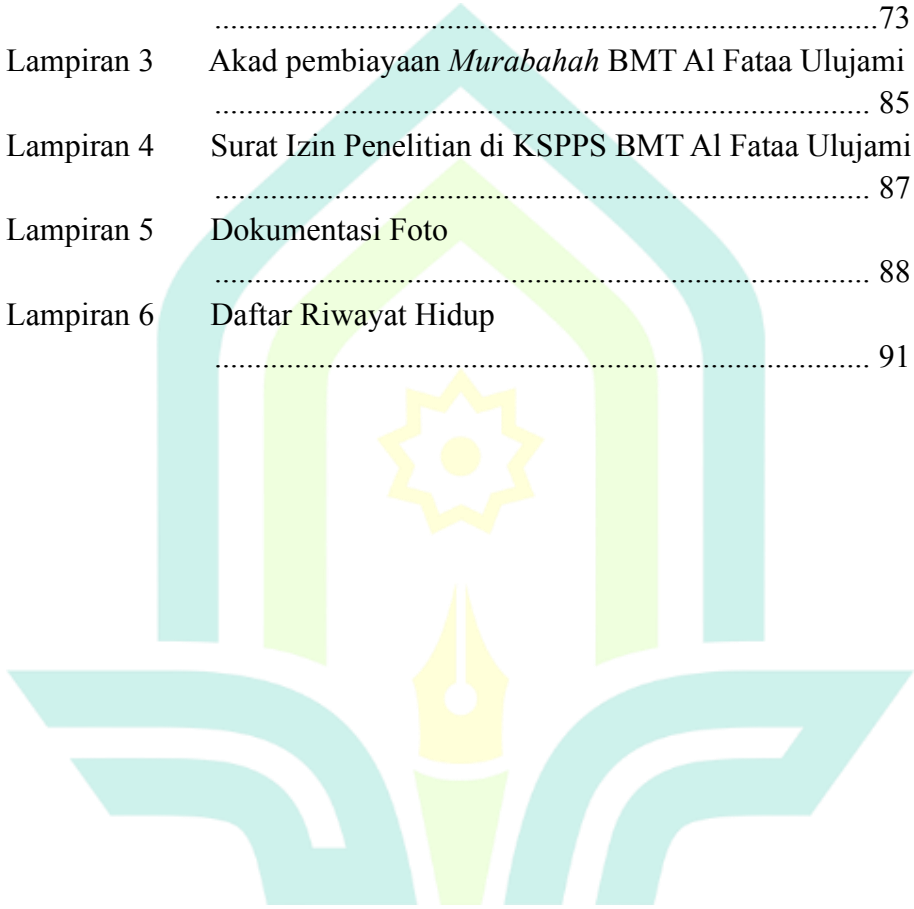 ..........................................................................................73
Lampiran 3 Akad pembiayaan Murabahah BMT Al Fataa Ulujami
......................................................................................... 85
Lampiran 4 Surat Izin Penelitian di KSPPS BMT Al Fataa Ulujami
......................................................................................... 87
Lampiran 5 Dokumentasi Foto
......................................................................................... 88
Lampiran 6 Daftar Riwayat Hidup
......................................................................................... 91